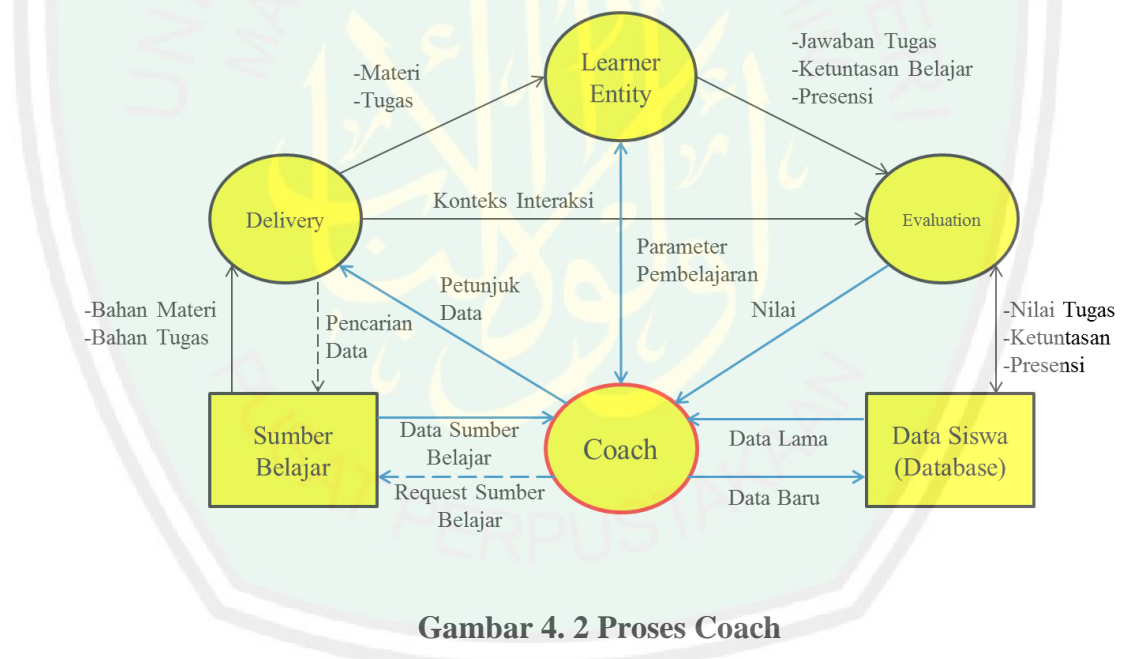 Learner
Entity
-Materi
-Tugas
-Jawaban Tugas
-Ketuntasan Belajar
-Presensi
Delivery
Konteks Interaksi
Evaluation
Parameter
Pembelajaran
Petunjuk
Data
Nilai
-Bahan Materi
-Bahan Tugas
Pencarian
Data
-Nilai Tugas
-Ketuntasan
-Presensi
Sumber
Belajar
Data Sumber
Belajar
Request Sumber
Belajar
Coach
Data Lama
Data Baru
Data Siswa
(Database)
PUSAT PERPUSTAKAAN
Gambar 4. 2 Proses Coach